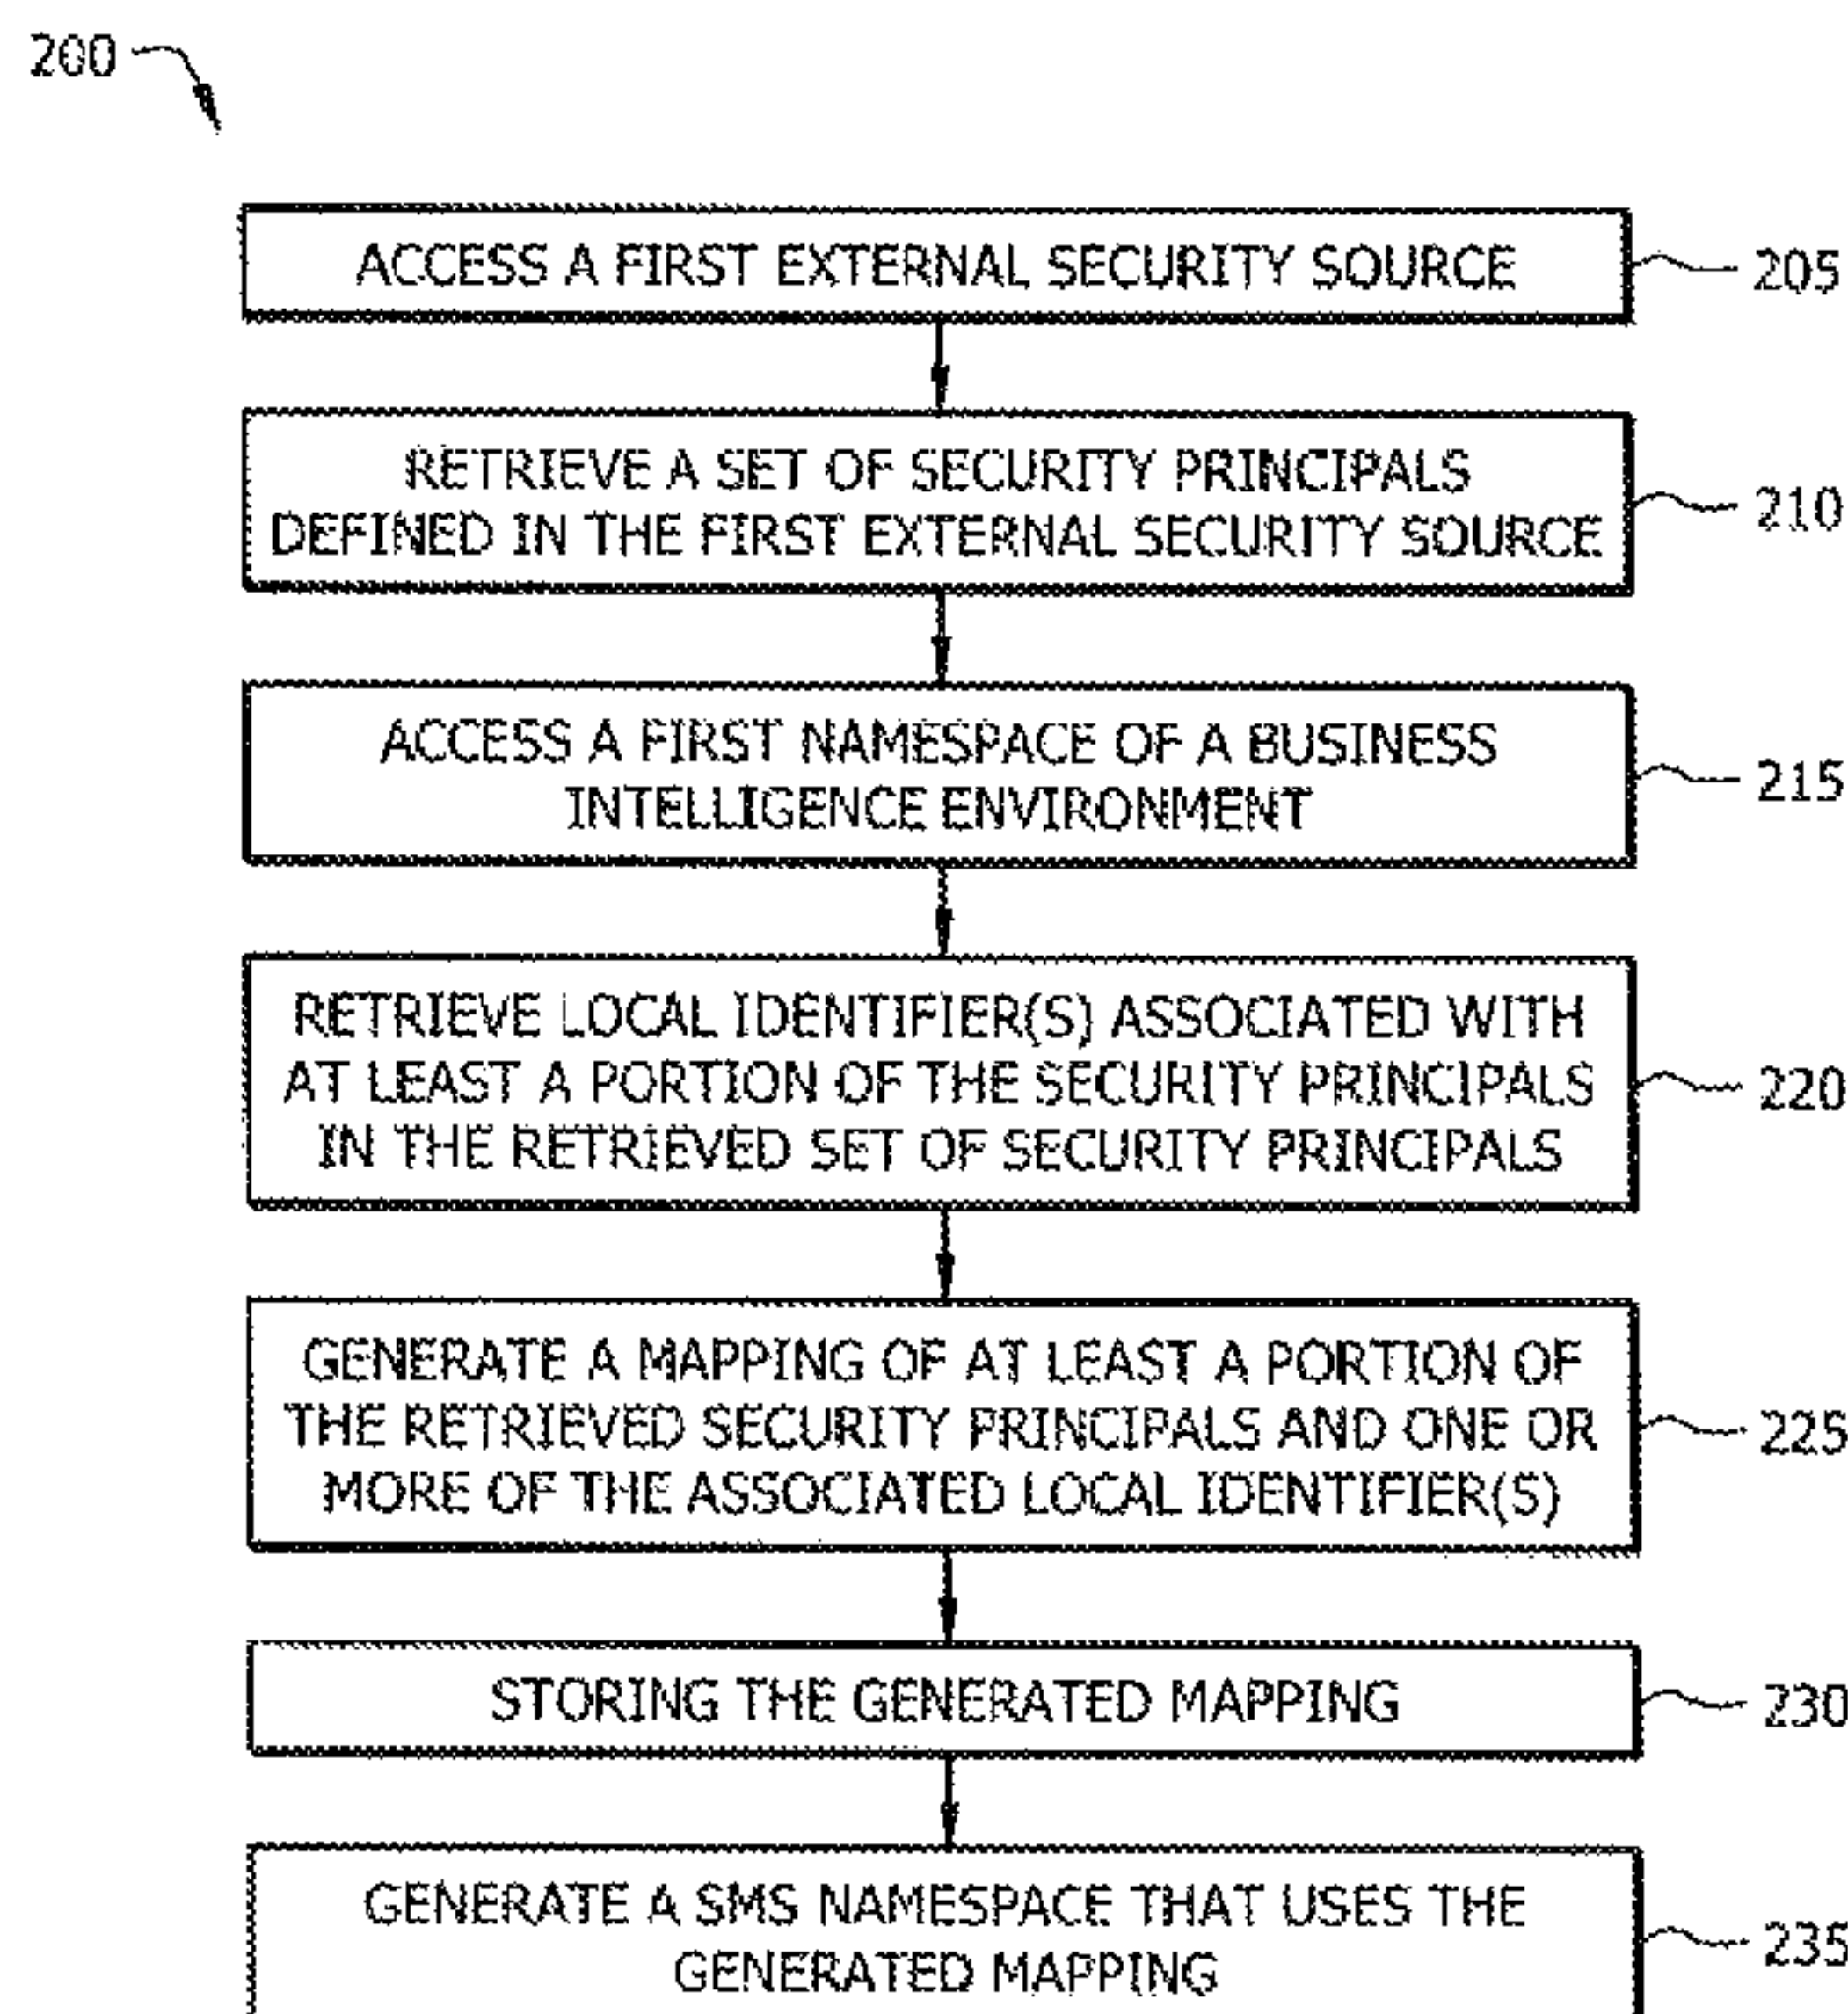 200
ACCESS A FIRST EXTERNAL SECURITY SOURCE
205
RETRIEVE A SET OF SECURITY PRINCIPALS
DEFINED IN THE FIRST EXTERNAL SECURITY SOURCE
210
ACCESS A FIRST NAMESPACE OF A BUSINESS
INTELLIGENCE ENVIRONMENT
215
RETRIEVE LOCAL IDENTIFIER(S) ASSOCIATED WITH
AT LEAST A PORTION OF THE SECURITY PRINCIPALS
IN THE RETRIEVED SET OF SECURITY PRINCIPALS
220
GENERATE A MAPPING OF AT LEAST A PORTION OF
THE RETRIEVED SECURITY PRINCIPALS AND ONE OR
MORE OF THE ASSOCIATED LOCAL IDENTIFIER(S)
225
STORING THE GENERATED MAPPING
230
GENERATE A SMS NAMESPACE THAT USES THE
GENERATED MAPPING
235